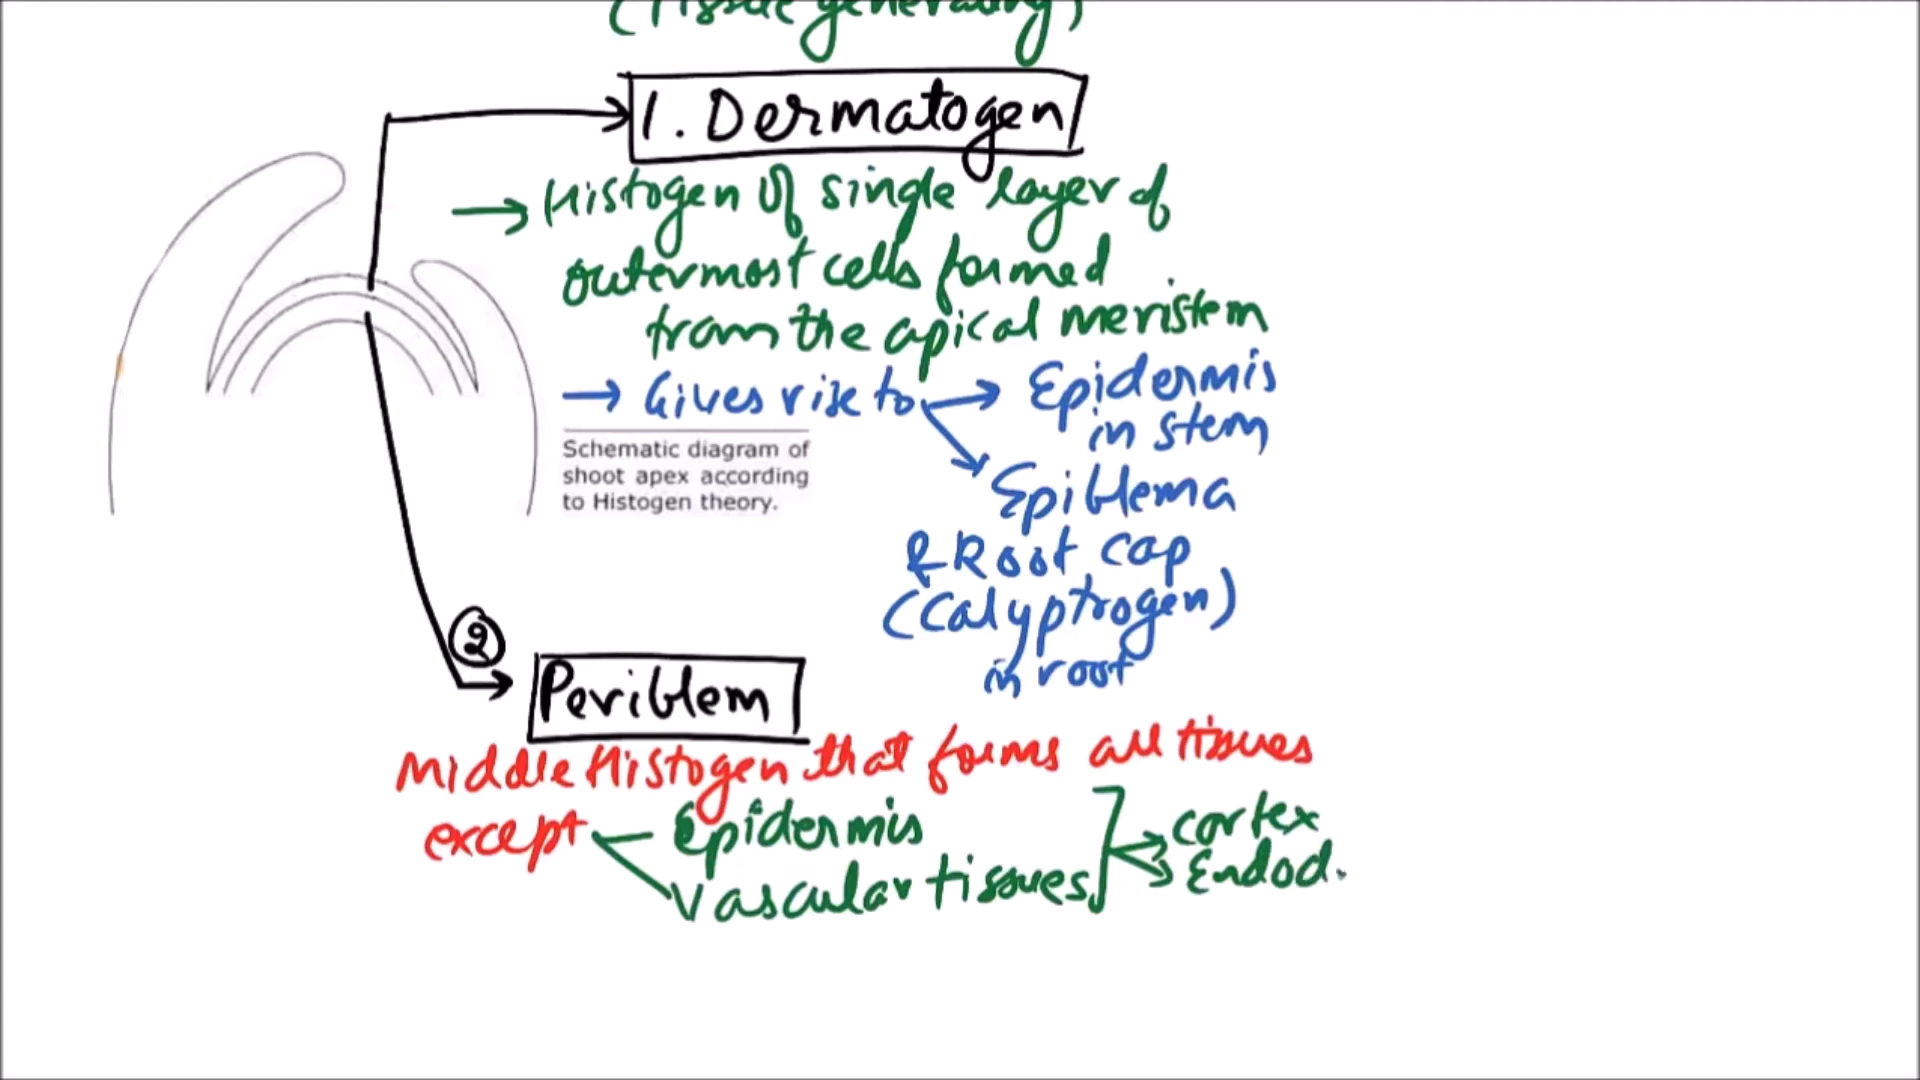 (Tissue generating)
1. Dermatogen
→ Histogen of single layer of
outermost cells formed
from the apical meristem
→ Gives rise to → Epidermis
in stem
Schematic diagram of
shoot apex according
to Histogen theory.
Epiblema
& Root cap
(Calyptrogen)
in root
2
Periblem
Middle Histogen that forms all tissues
except Epidermis
Vascular tissues
cortex
Endod.